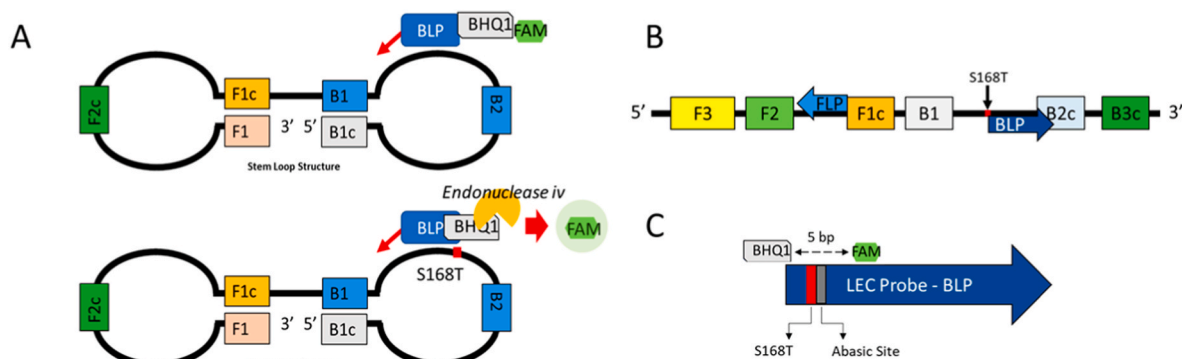 A
BLP BHQ1 FAM
F2c F1c B1 B2
F1 3’ 5’ B1c
Stem Loop Structure
Endonuclease iv
BLP BHQ1 FAM
S168T
F2c F1c B1 B2
F1 3’ 5’ B1c
B
S168T
5’ F3 F2 FLP F1c B1 BLP B2c B3c 3’
C
BHQ1 5 bp FAM
LEC Probe - BLP
S168T Abasic Site